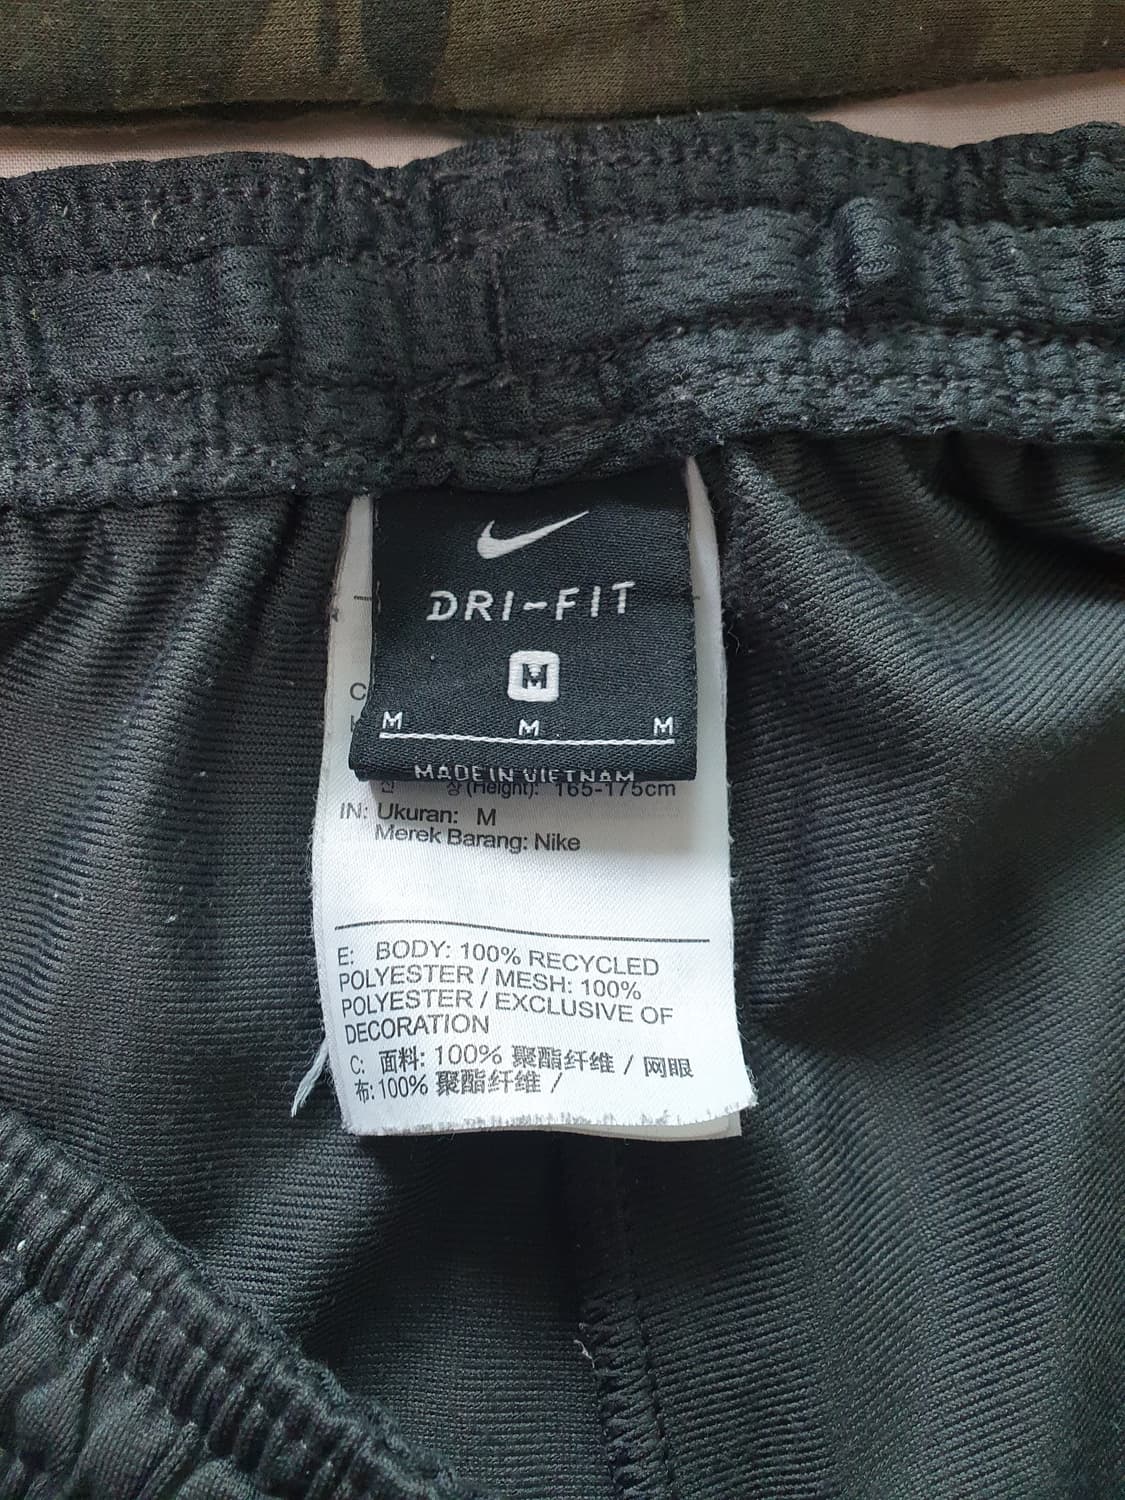 DRI-FIT
M
M M M
MADE IN VIETNAM
C
(Height): 165-175cm
IN: Ukuran: M
Merek Barang: Nike
E: BODY: 100% RECYCLED
POLYESTER / MESH: 100%
POLYESTER / EXCLUSIVE OF
DECORATION
C: 面料: 100% 聚酯纤维 / 网眼
布: 100% 聚酯纤维 /